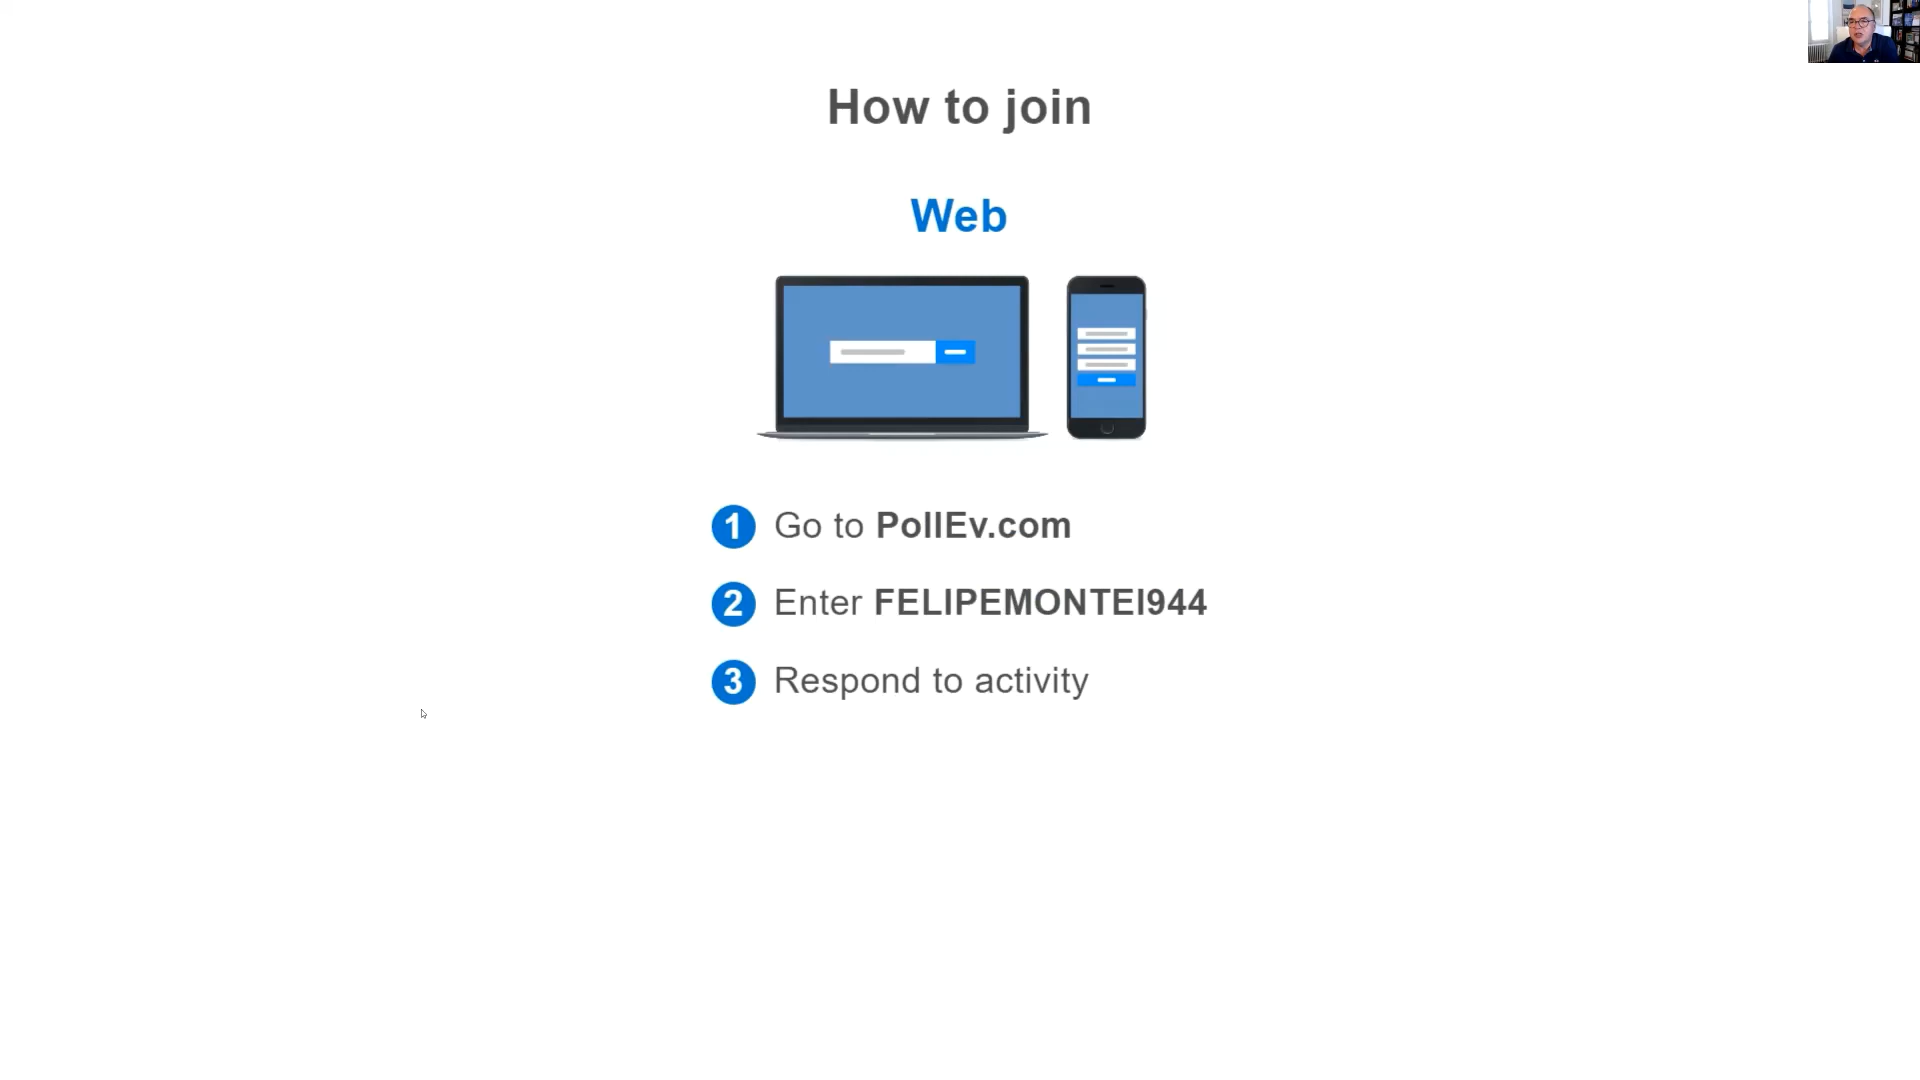 How to join
Web
1 Go to PollEv.com
2 Enter FELIPEMONTEI944
3 Respond to activity